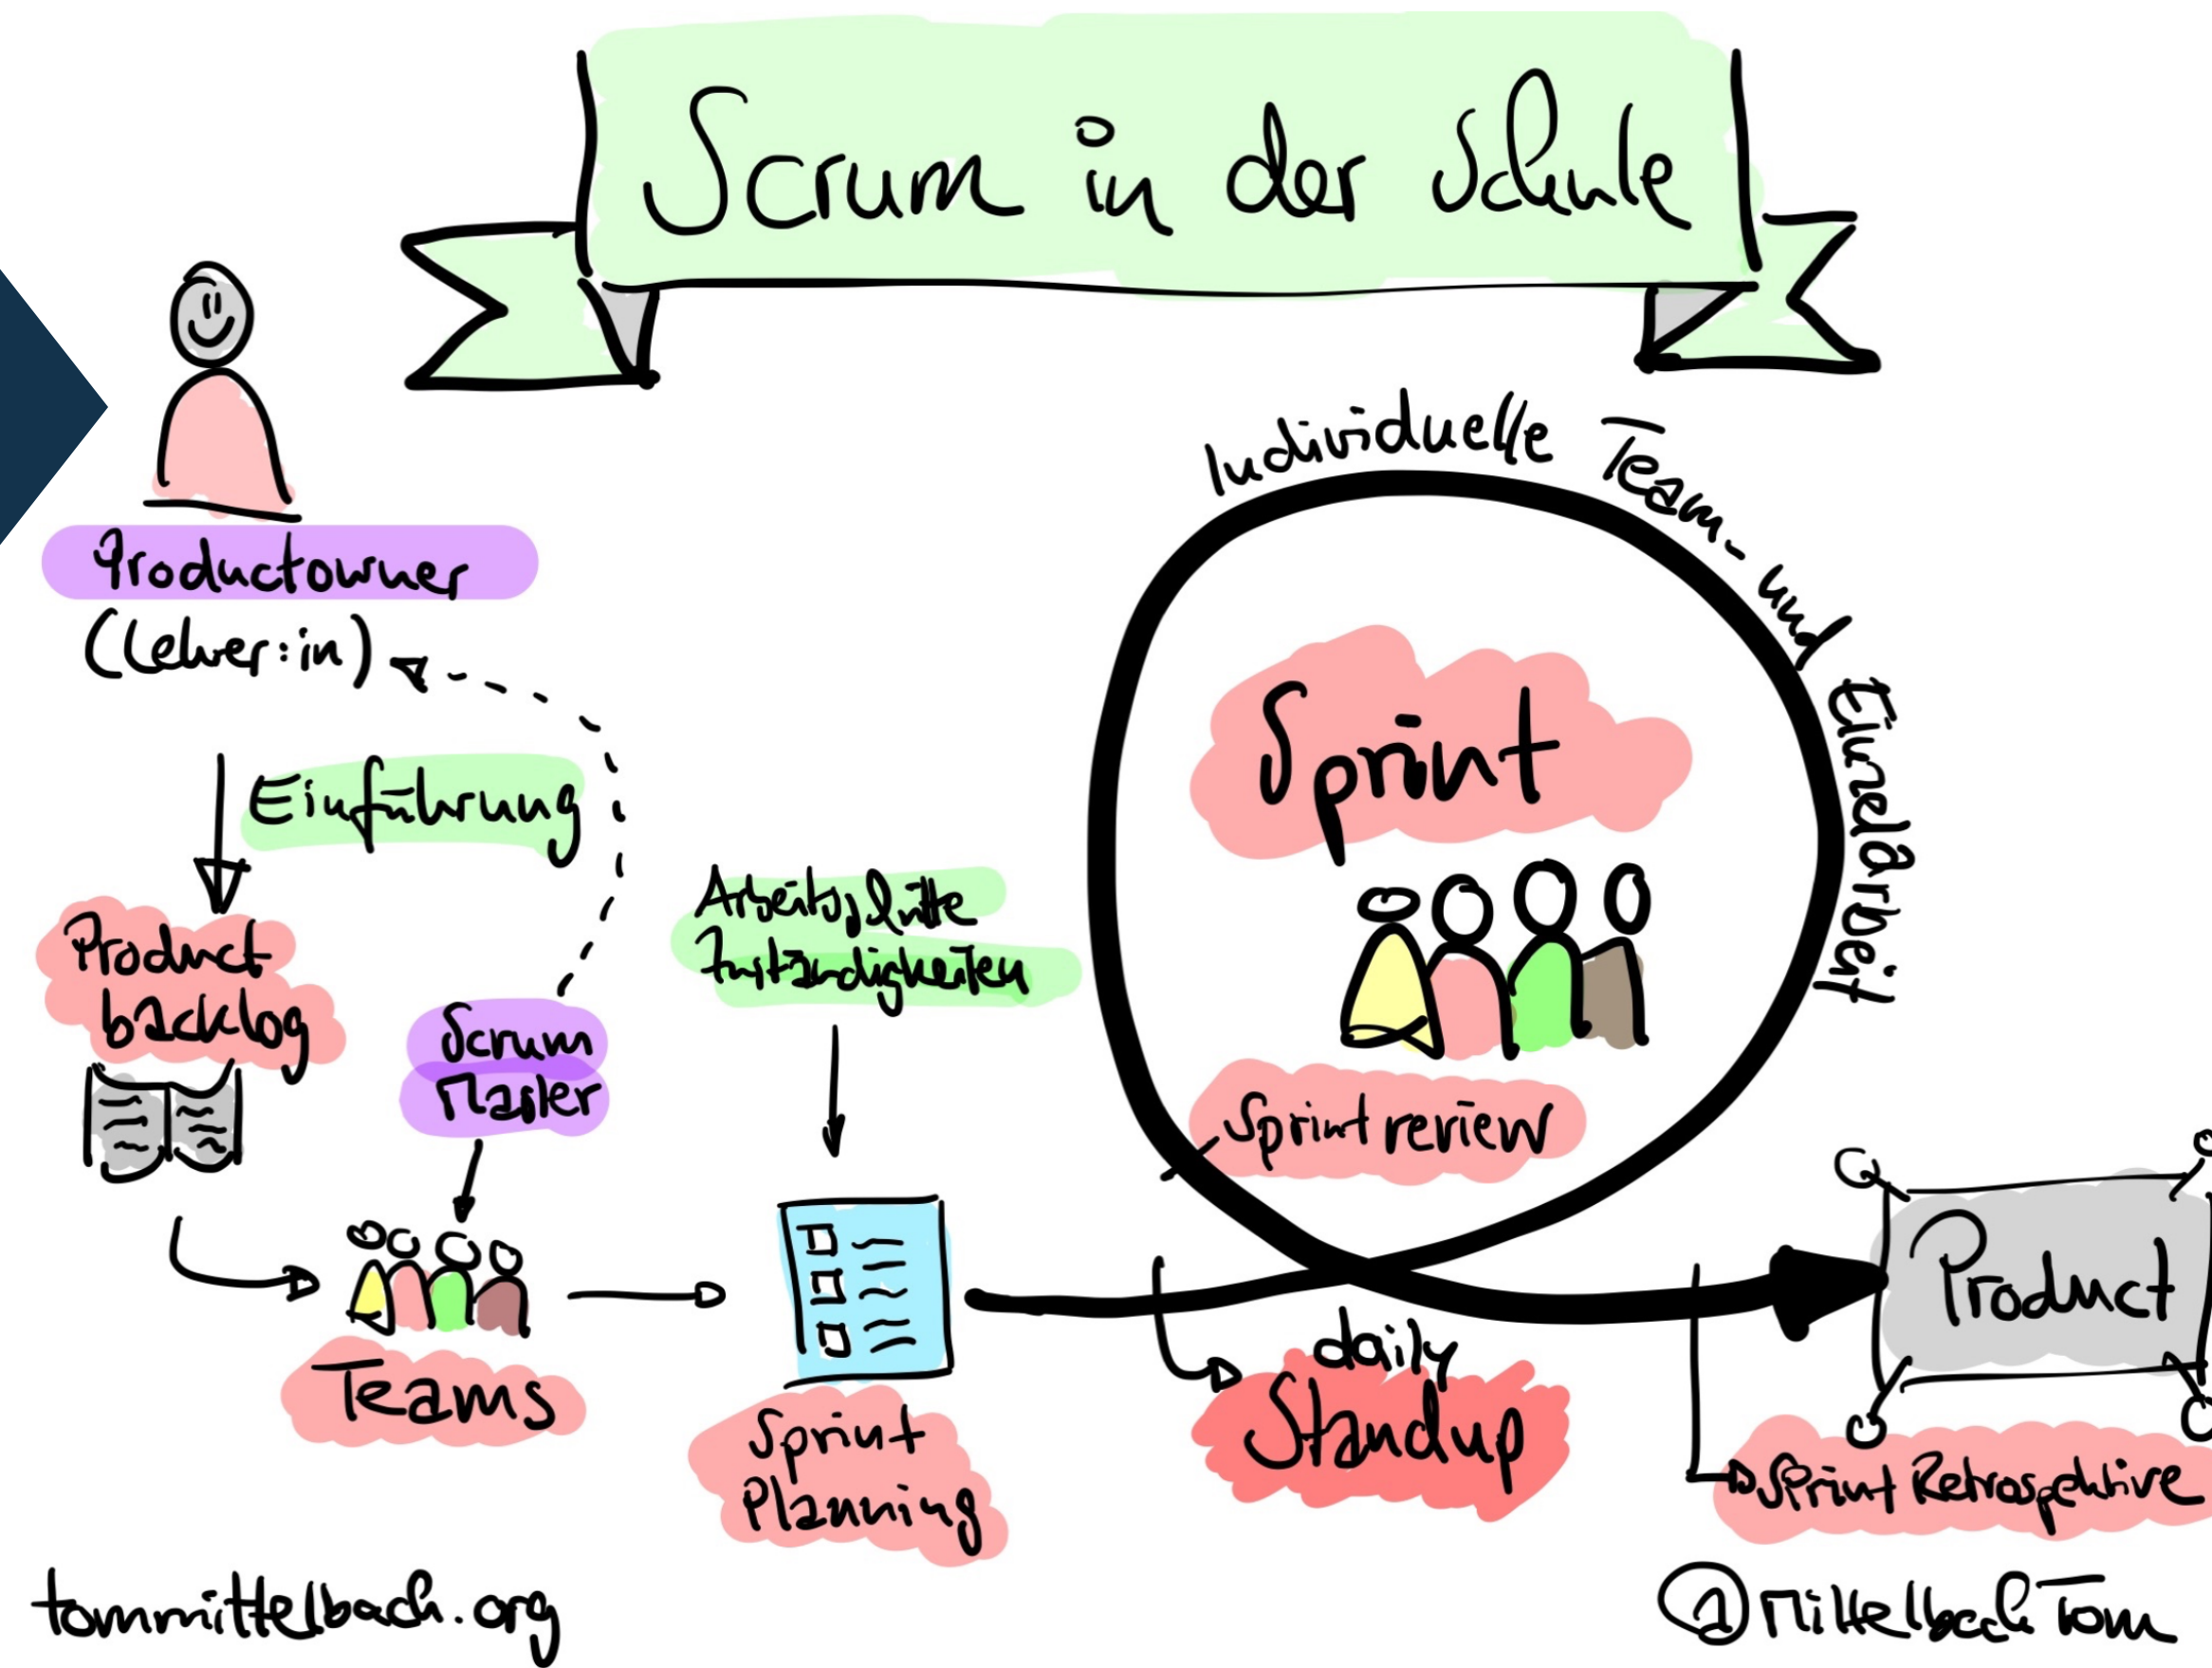 Scrum in der Schule
Productowner
(Lehrer:in)
Einführung
Product
backlog
Scrum
Master
Teams
Arbeitsschritte
Zuständigkeiten
Sprint
Planning
Individuelle Team- und Einzelarbeit
Sprint
Sprint review
daily
Standup
Product
Sprint Retrospektive
tommittelbach.org
@MittelbachTom